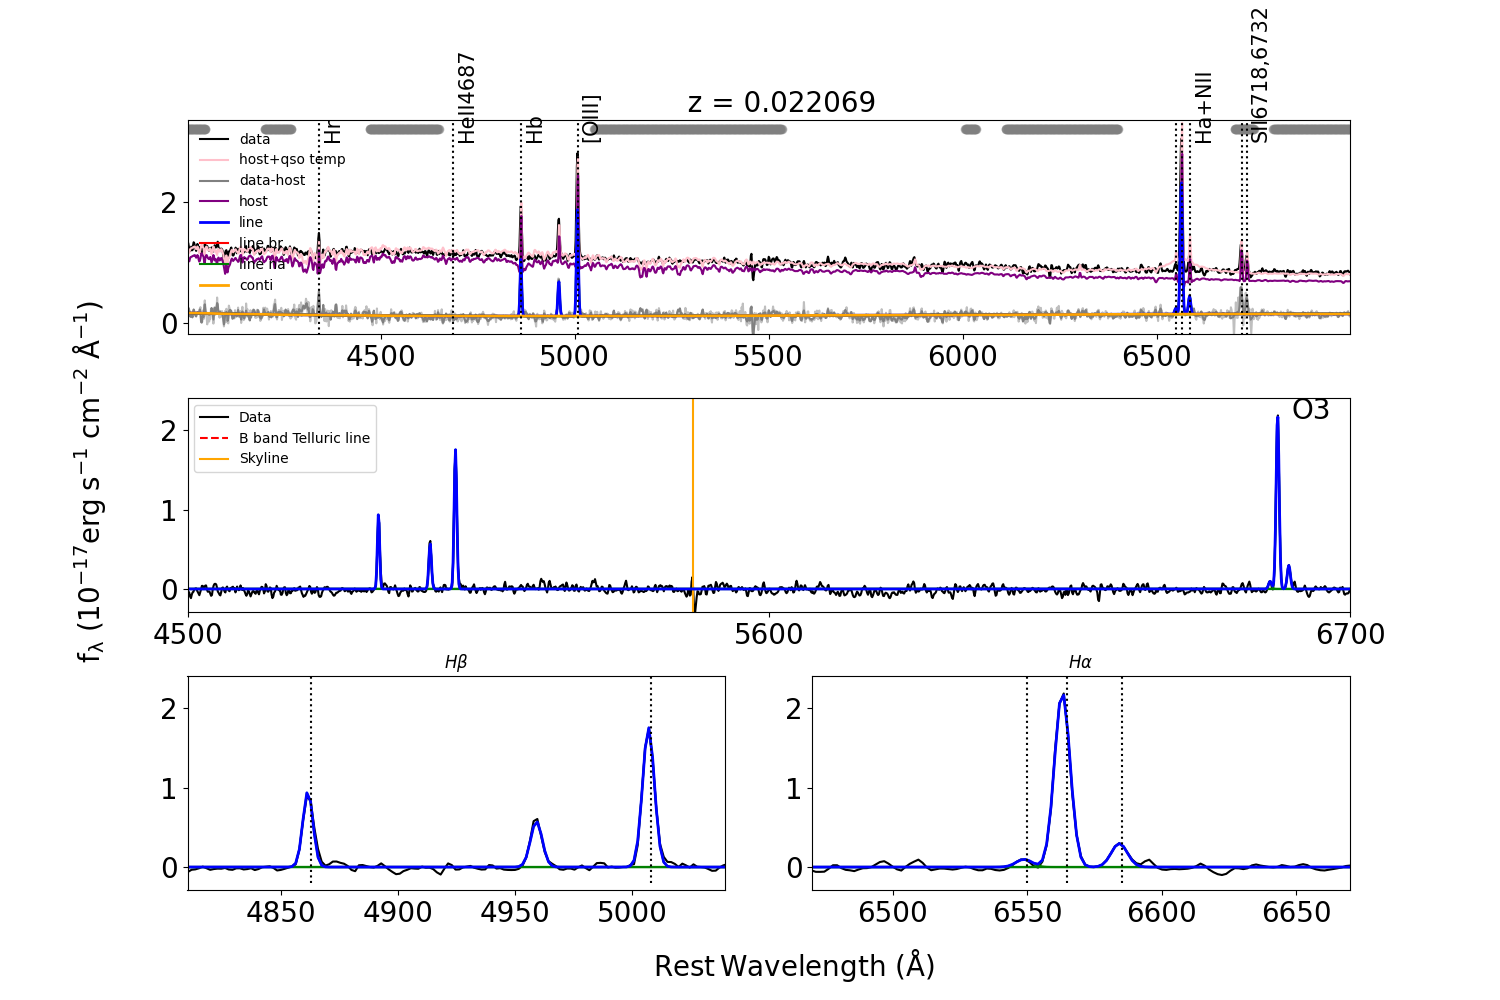 z = 0.022069
Hr
HeII4687
Hb
[OIII]
Ha+NII
SII6718,6732
data
host+qso temp
data-host
host
line
line br
line na
conti
2
0
4500
5000
5500
6000
6500
fλ (10−17erg s−1 cm−2 Å−1)
O3
Data
B band Telluric line
Skyline
2
1
0
4500
5600
6700
Hβ
2
1
0
4850
4900
4950
5000
Hα
2
1
0
6500
6550
6600
6650
Rest Wavelength (Å)